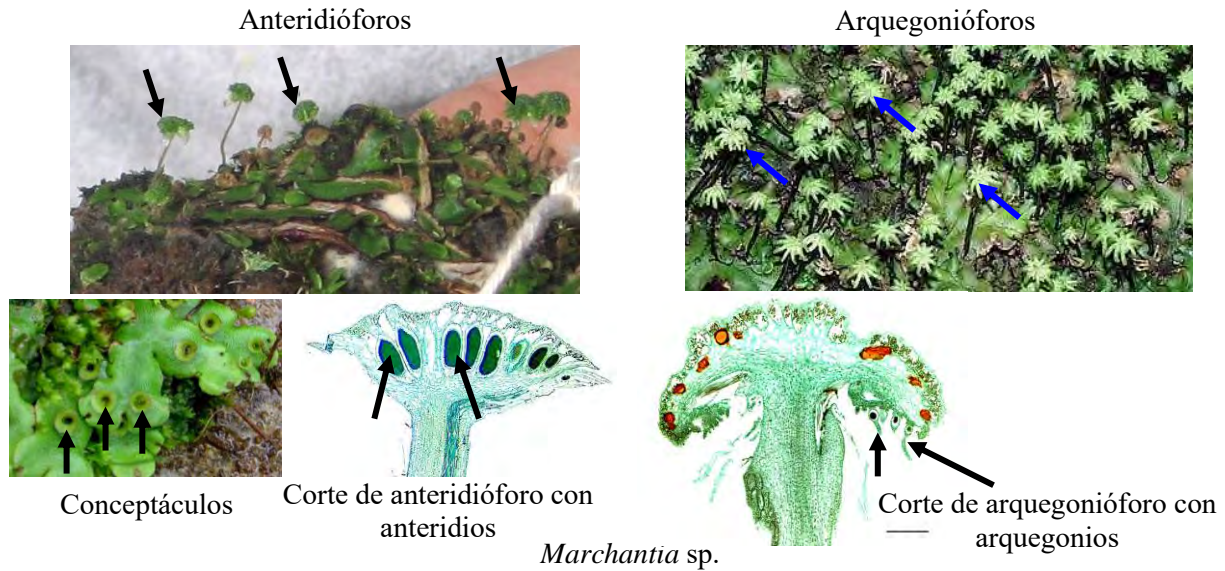 Anteridióforos
Arquegonióforos
Conceptáculos
Corte de anteridióforo con
anteridios
Corte de arquegonióforo con
arquegonios
Marchantia sp.